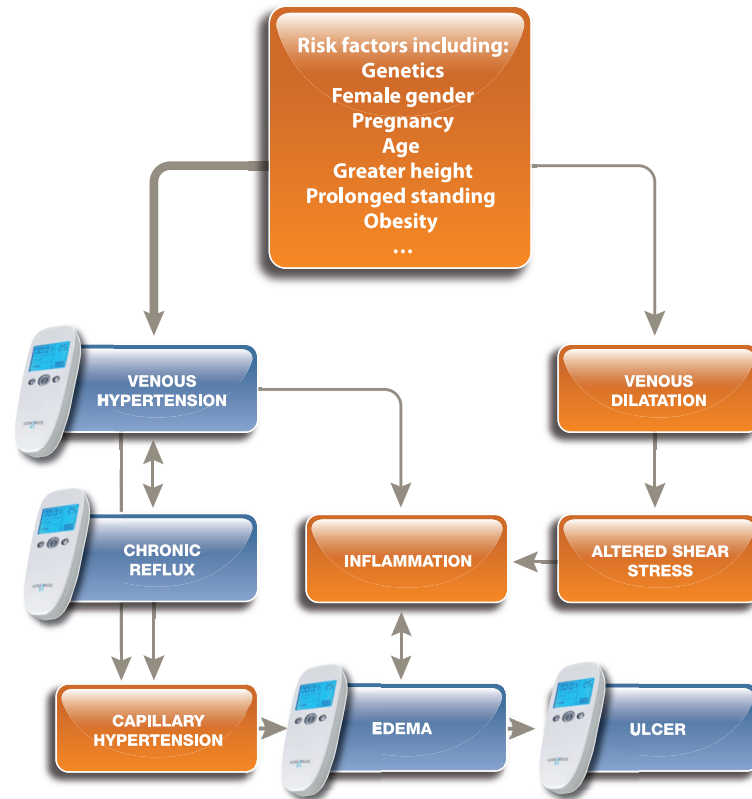 Risk factors including:
Genetics
Female gender
Pregnancy
Age
Greater height
Prolonged standing
Obesity
...
VENOUS
HYPERTENSION
VENOUS
DILATATION
CHRONIC
REFLUX
INFLAMMATION
ALTERED SHEAR
STRESS
CAPILLARY
HYPERTENSION
EDEMA
ULCER